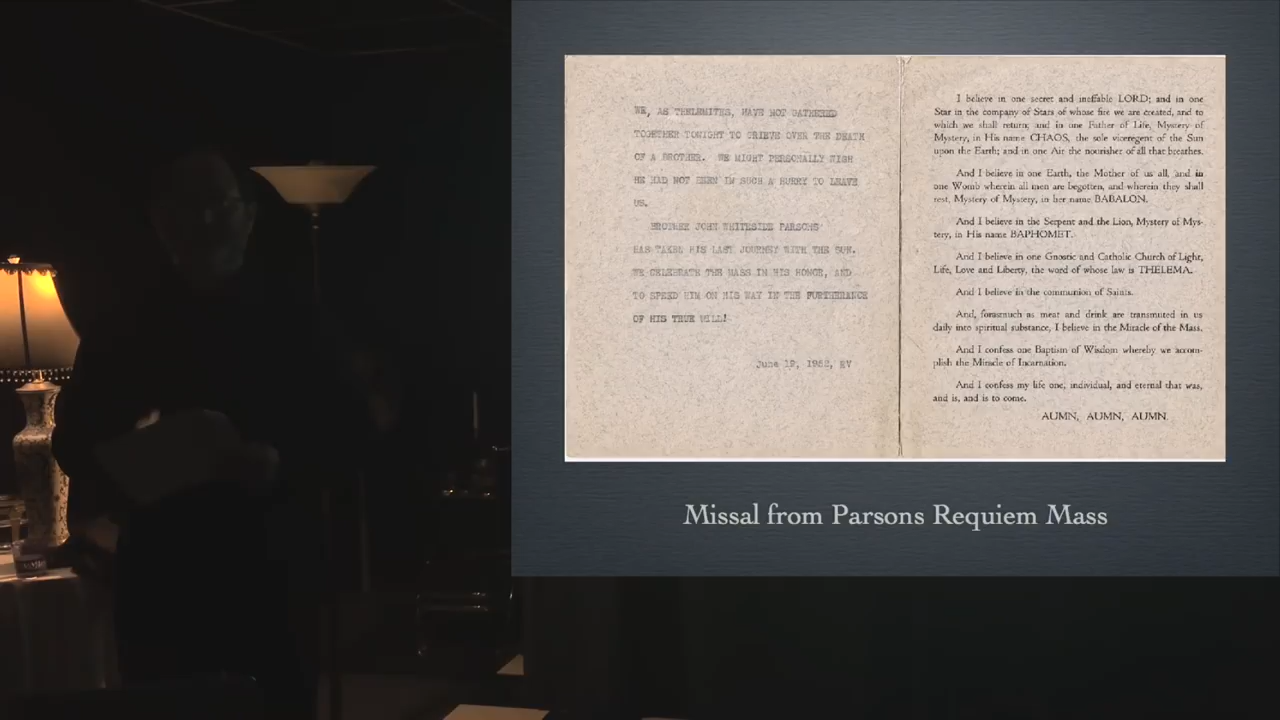 WE, AS THELEMITES, HAVE NOT GATHERED
TOGETHER TONIGHT TO GRIEVE OVER THE DEATH
OF A BROTHER. WE MIGHT PERSONALLY WISH
HE HAD NOT BEEN IN SUCH A HURRY TO LEAVE
US.
BROTHER JOHN WHITESIDE PARSONS
HAS TAKEN HIS LAST JOURNEY WITH THE SUN.
WE CELEBRATE THE MASS IN HIS HONOR, AND
TO SPEED HIM ON HIS WAY IN THE FURTHERANCE
OF HIS TRUE WILL!
June 19, 1952, EV
I believe in one secret and ineffable LORD; and in one
Star in the company of Stars of whose fire we are created, and to
which we shall return; and in one Father of Life, Mystery of
Mystery, in His name CHAOS, the sole viceregent of the Sun
upon the Earth; and in one Air the nourisher of all that breathes.
And I believe in one Earth, the Mother of us all, and in
one Womb wherein all men are begotten, and wherein they shall
rest, Mystery of Mystery, in her name BABALON.
And I believe in the Serpent and the Lion, Mystery of Mys-
tery, in His name BAPHOMET.
And I believe in one Gnostic and Catholic Church of Light,
Life, Love and Liberty, the word of whose law is THELEMA.
And I believe in the communion of Saints.
And, forasmuch as meat and drink are transmuted in us
daily into spiritual substance, I believe in the Miracle of the Mass.
And I confess one Baptism of Wisdom whereby we accom-
plish the Miracle of Incarnation.
And I confess my life one, individual, and eternal that was,
and is, and is to come.
AUMN, AUMN, AUMN.
Missal from Parsons Requiem Mass